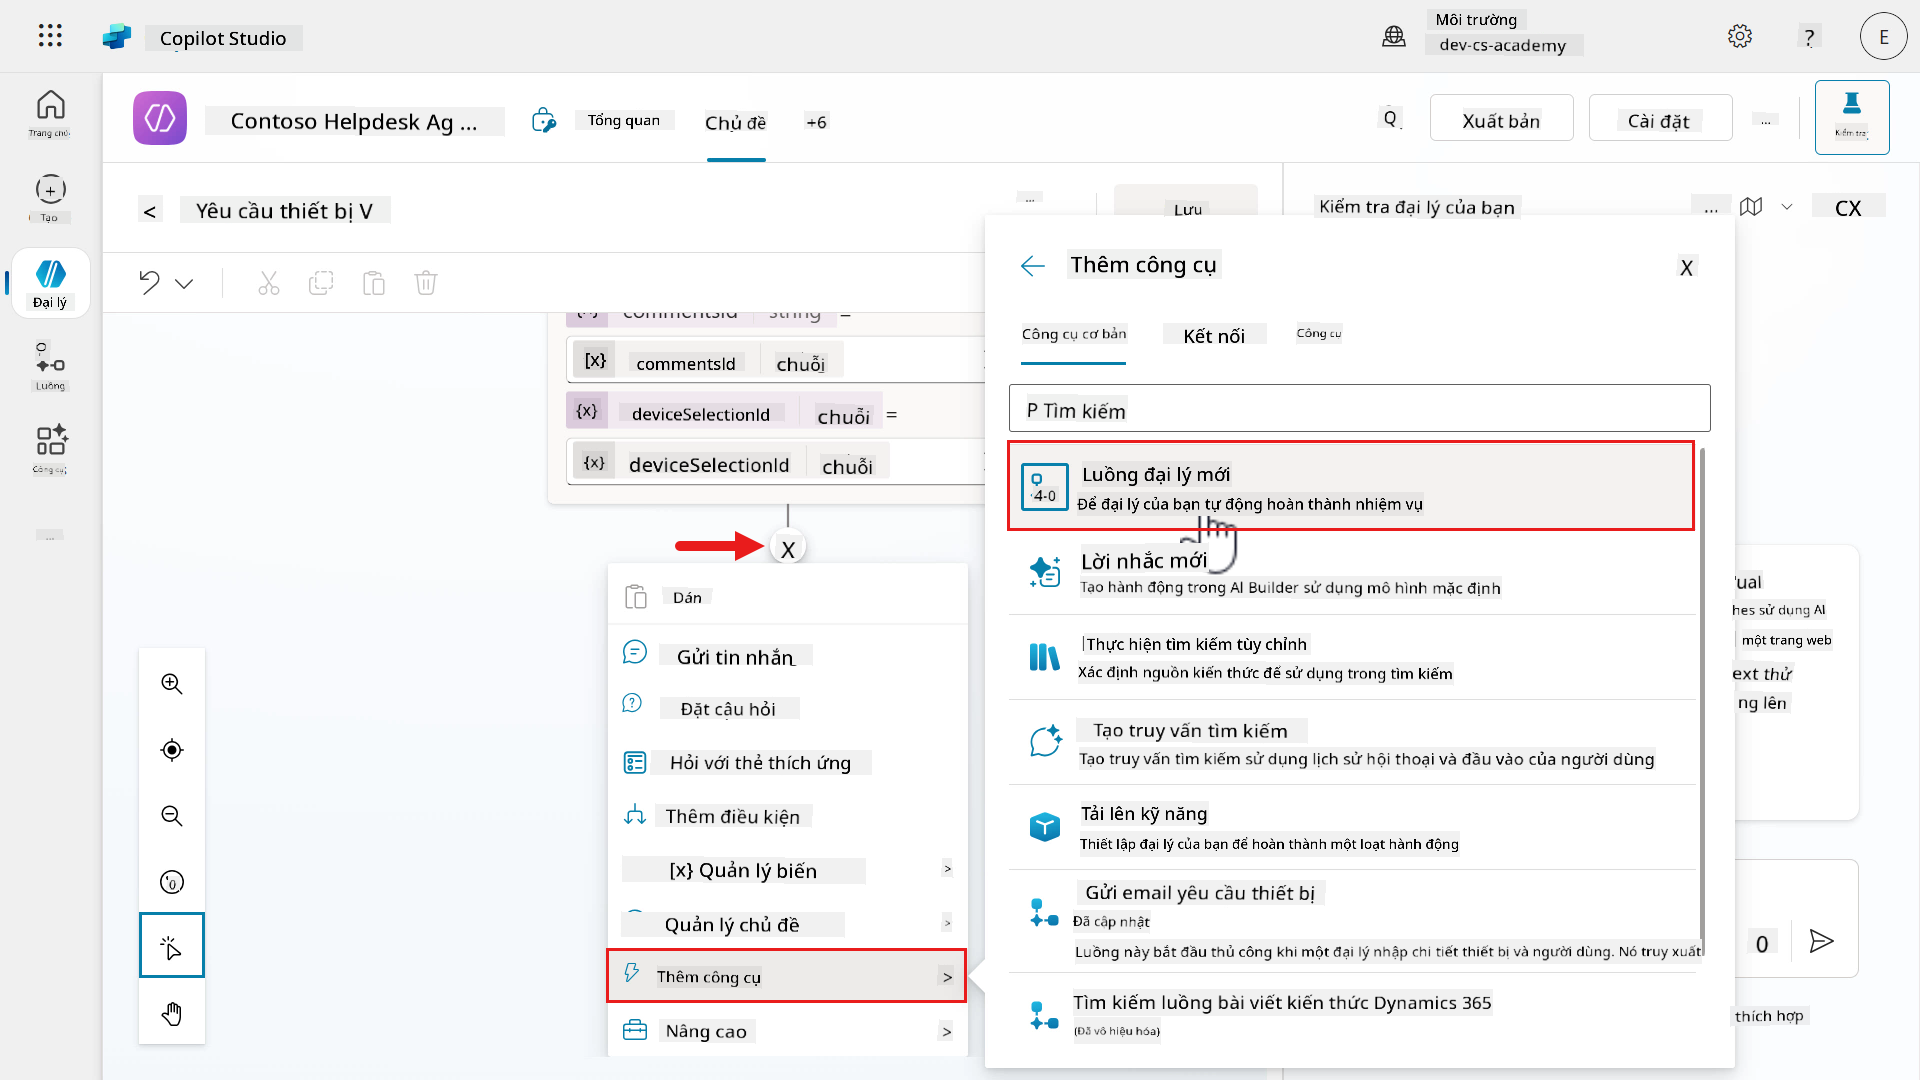 Copilot Studio
Môi trường
dev-cs-academy
?
E
Trang chủ
Tạo
Đại lý
Luồng
Công cụ
...
Contoso Helpdesk Ag ...
Tổng quan
Chủ đề
+6
Q
Xuất bản
Cài đặt
...
Kiểm tra
<
Yêu cầu thiết bị V
...
Lưu
Kiểm tra đại lý của bạn
...
CX
commentsId string =
[x} commentsId chuỗi
{x} deviceSelectionId chuỗi =
{x} deviceSelectionId chuỗi
X
Dán
Gửi tin nhắn
Đặt câu hỏi
Hỏi với thẻ thích ứng
Thêm điều kiện
[x} Quản lý biến >
Quản lý chủ đề >
Thêm công cụ >
Nâng cao >
Thêm công cụ
X
Công cụ cơ bản
Kết nối
Công cụ
P Tìm kiếm
4-0
Luồng đại lý mới
Để đại lý của bạn tự động hoàn thành nhiệm vụ
Lời nhắc mới
Tạo hành động trong AI Builder sử dụng mô hình mặc định
Thực hiện tìm kiếm tùy chỉnh
Xác định nguồn kiến thức để sử dụng trong tìm kiếm
Tạo truy vấn tìm kiếm
Tạo truy vấn tìm kiếm sử dụng lịch sử hội thoại và đầu vào của người dùng
Tải lên kỹ năng
Thiết lập đại lý của bạn để hoàn thành một loạt hành động
Gửi email yêu cầu thiết bị
Đã cập nhật
Luồng này bắt đầu thủ công khi một đại lý nhập chi tiết thiết bị và người dùng. Nó truy xuất
Tìm kiếm luồng bài viết kiến thức Dynamics 365
(Đã vô hiệu hóa)
ual
hes sử dụng AI
một trang web
ext thử
ng lên
0
thích hợp